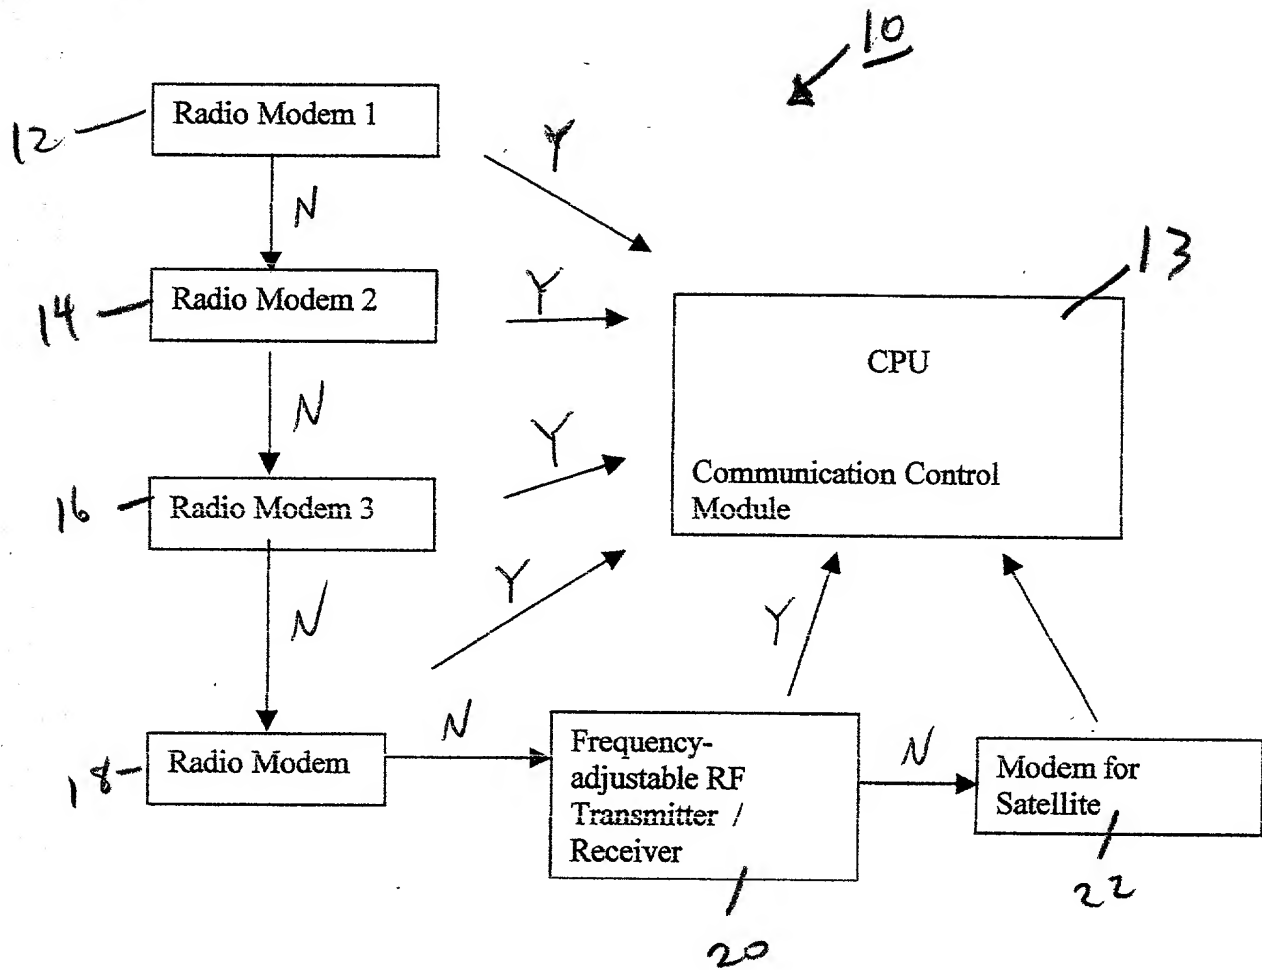 10
12
Radio Modem 1
Y
N
13
14
Radio Modem 2
Y
CPU
N
Y
Communication Control
Module
16
Radio Modem 3
Y
N
Y
18
Radio Modem
N
Frequency-
adjustable RF
Transmitter /
Receiver
N
Modem for
Satellite
20
22